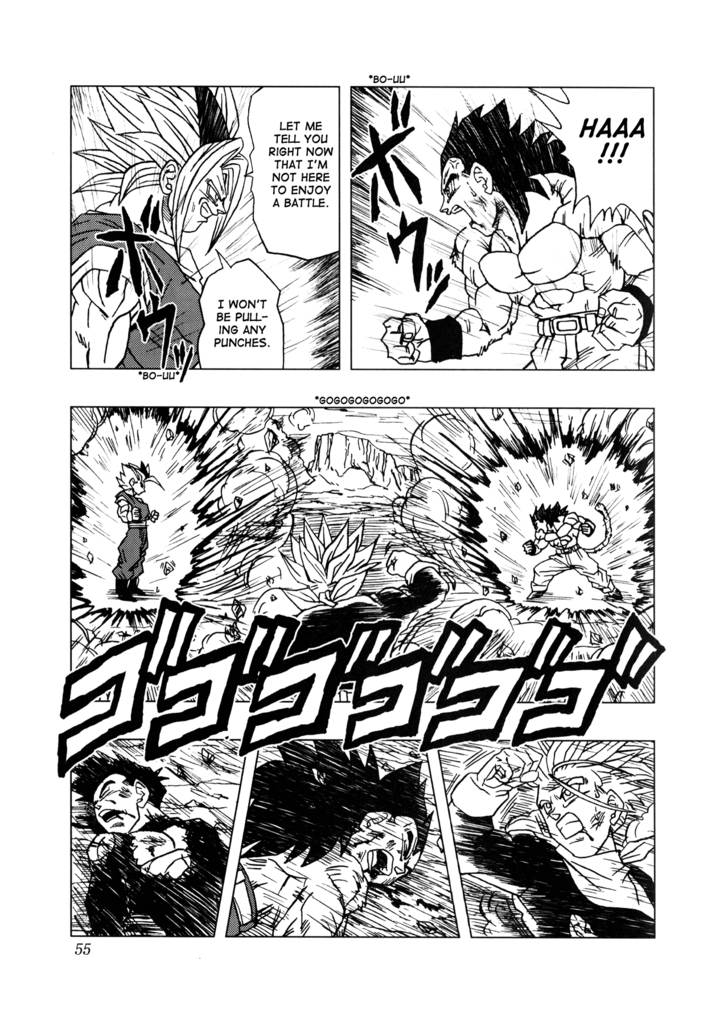 *BO-UU*
HAAA
!!!
ボウッ
LET ME
TELL YOU
RIGHT NOW
THAT I'M
NOT HERE
TO ENJOY
A BATTLE.
I WON'T
BE PULL-
ING ANY
PUNCHES.
ボウッ
*BO-UU*
*GOGOGOGOGOGO*
ゴゴゴゴゴゴゴ
55